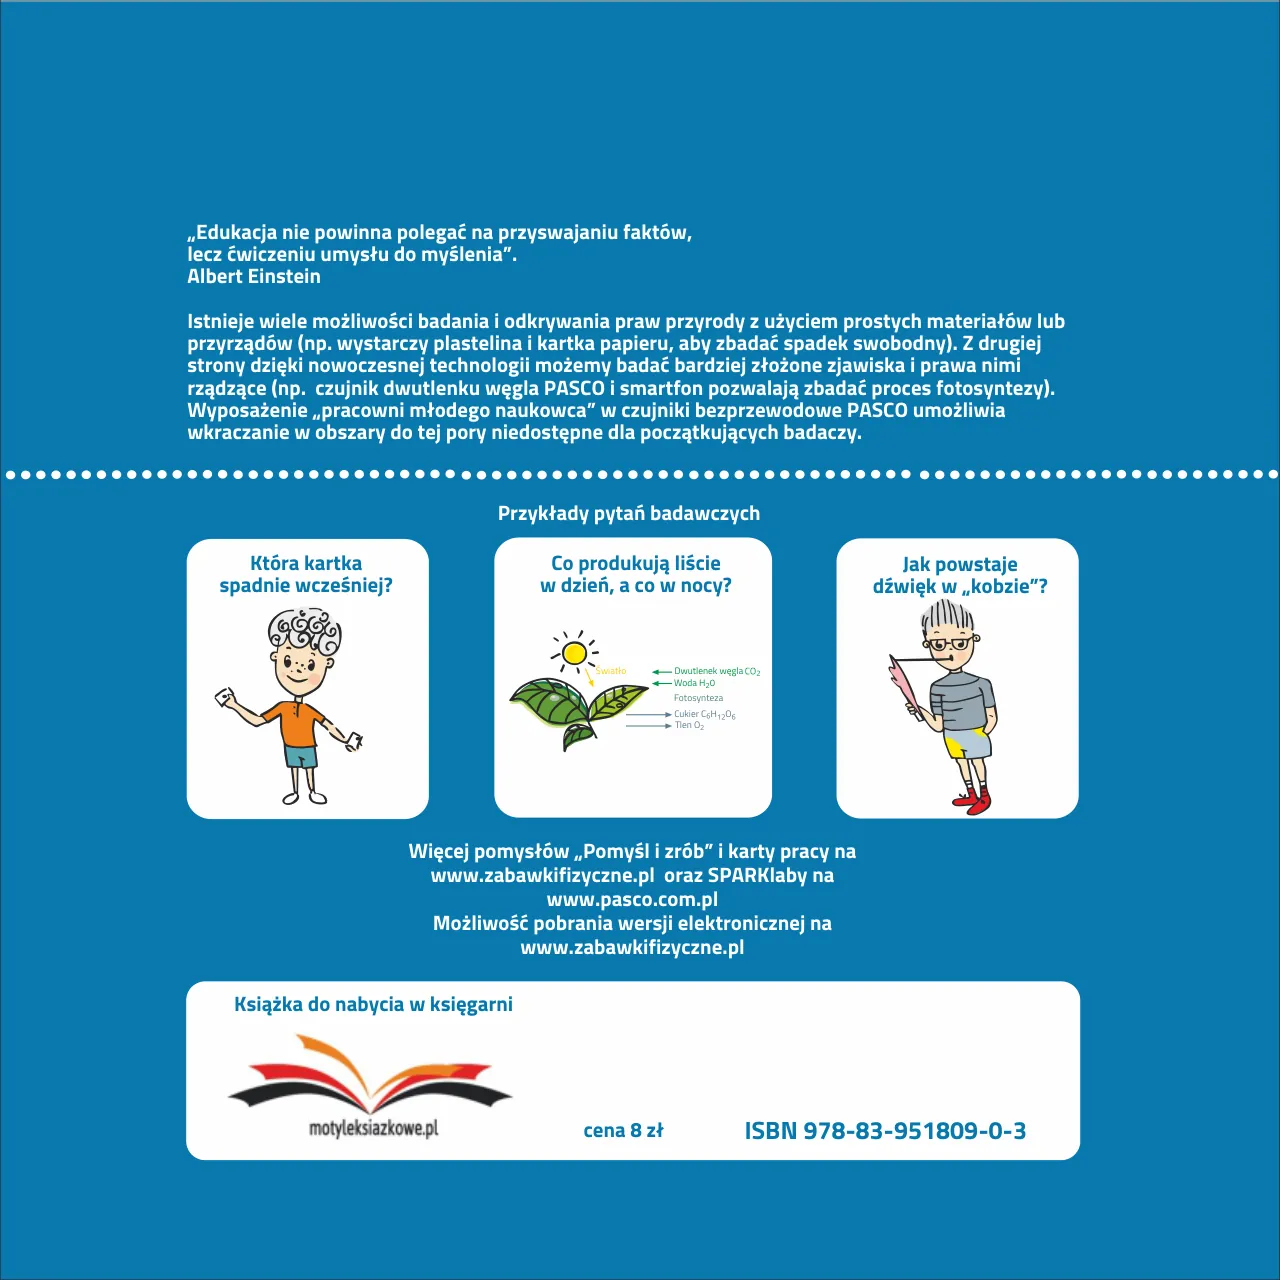 „Edukacja nie powinna polegać na przyswajaniu faktów,
lecz ćwiczeniu umysłu do myślenia”.
Albert Einstein
Istnieje wiele możliwości badania i odkrywania praw przyrody z użyciem prostych materiałów lub
przyrządów (np. wystarczy plastelina i kartka papieru, aby zbadać spadek swobodny). Z drugiej
strony dzięki nowoczesnej technologii możemy badać bardziej złożone zjawiska i prawa nimi
rządzące (np.  czujnik dwutlenku węgla PASCO i smartfon pozwalają zbadać proces fotosyntezy).
Wyposażenie „pracowni młodego naukowca” w czujniki bezprzewodowe PASCO umożliwia
wkraczanie w obszary do tej pory niedostępne dla początkujących badaczy.
Przykłady pytań badawczych
Która kartka
spadnie wcześniej?
Co produkują liście
w dzień, a co w nocy?
Światło
Dwutlenek węgla CO₂
Woda H₂0
Fotosynteza
Cukier C₆H₁₂O₆
Tlen O₂
Jak powstaje
dźwięk w „kobzie”?
Więcej pomysłów „Pomyśl i zrób” i karty pracy na
www.zabawkifizyczne.pl  oraz SPARKlaby na
www.pasco.com.pl
Możliwość pobrania wersji elektronicznej na
www.zabawkifizyczne.pl
Książka do nabycia w księgarni
motyleksiazkowe.pl
cena 8 zł
ISBN 978-83-951809-0-3